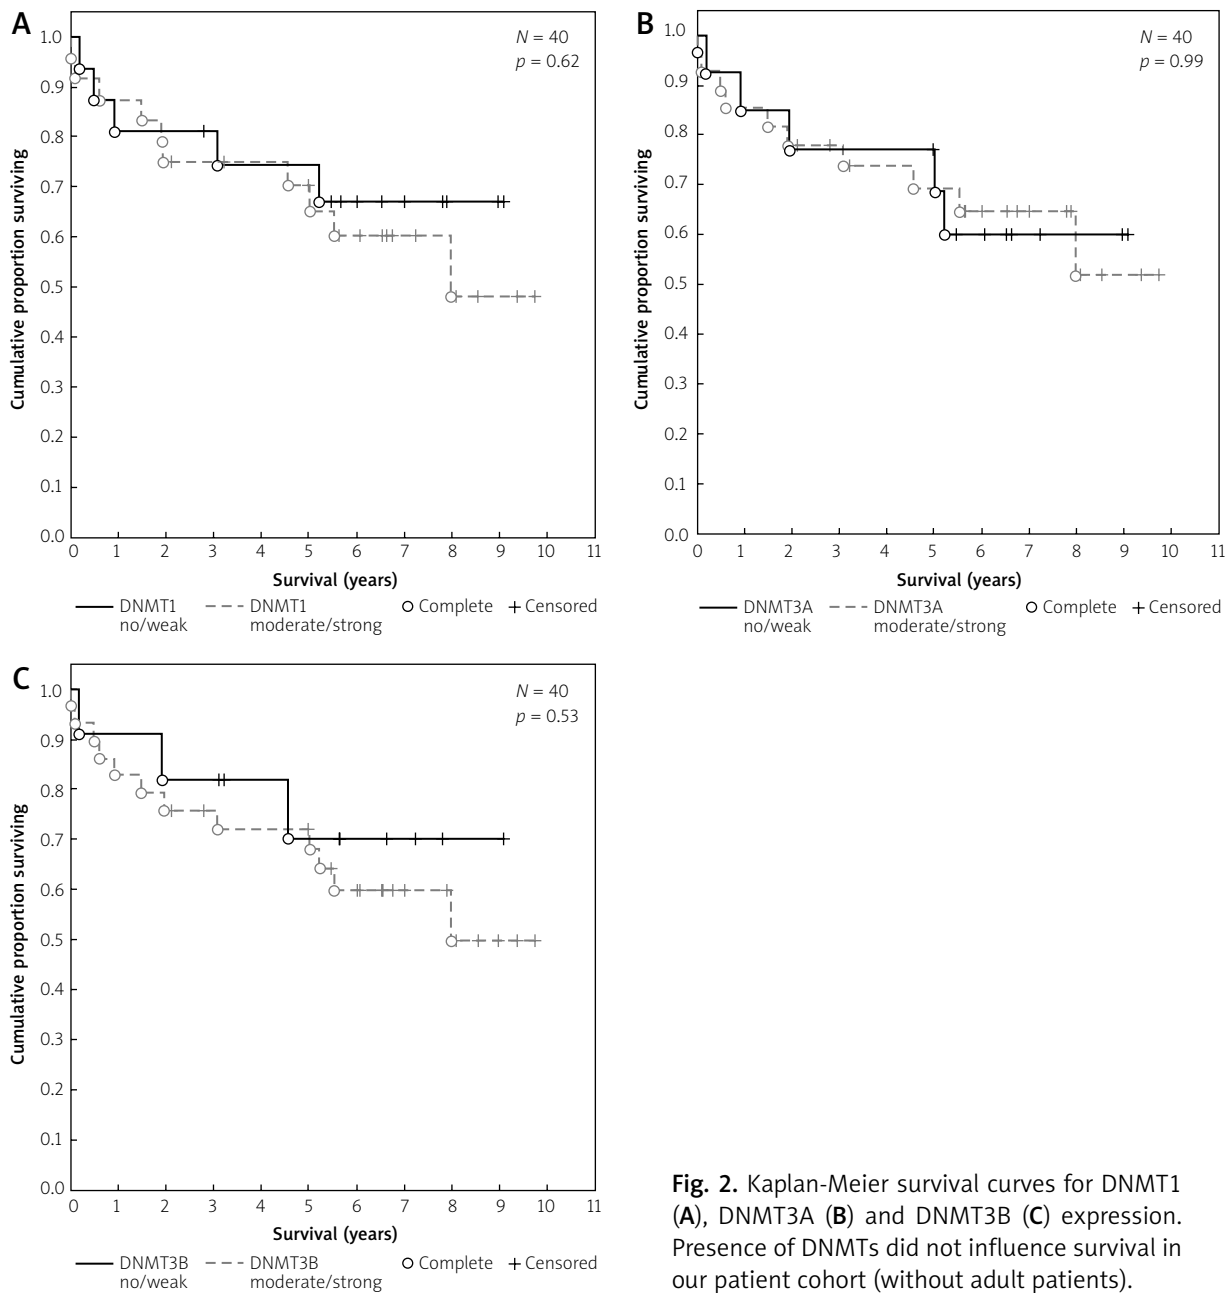 A
N = 40
p = 0.62
1.0
0.9
0.8
0.7
0.6
0.5
0.4
0.3
0.2
0.1
0.0
Cumulative proportion surviving
0 1 2 3 4 5 6 7 8 9 10 11
Survival (years)
DNMT1 no/weak
DNMT1 moderate/strong
Complete
Censored
B
N = 40
p = 0.99
1.0
0.9
0.8
0.7
0.6
0.5
0.4
0.3
0.2
0.1
0.0
Cumulative proportion surviving
0 1 2 3 4 5 6 7 8 9 10 11
Survival (years)
DNMT3A no/weak
DNMT3A moderate/strong
Complete
Censored
C
N = 40
p = 0.53
1.0
0.9
0.8
0.7
0.6
0.5
0.4
0.3
0.2
0.1
0.0
Cumulative proportion surviving
0 1 2 3 4 5 6 7 8 9 10 11
Survival (years)
DNMT3B no/weak
DNMT3B moderate/strong
Complete
Censored
Fig. 2. Kaplan-Meier survival curves for DNMT1
(A), DNMT3A (B) and DNMT3B (C) expression.
Presence of DNMTs did not influence survival in
our patient cohort (without adult patients).